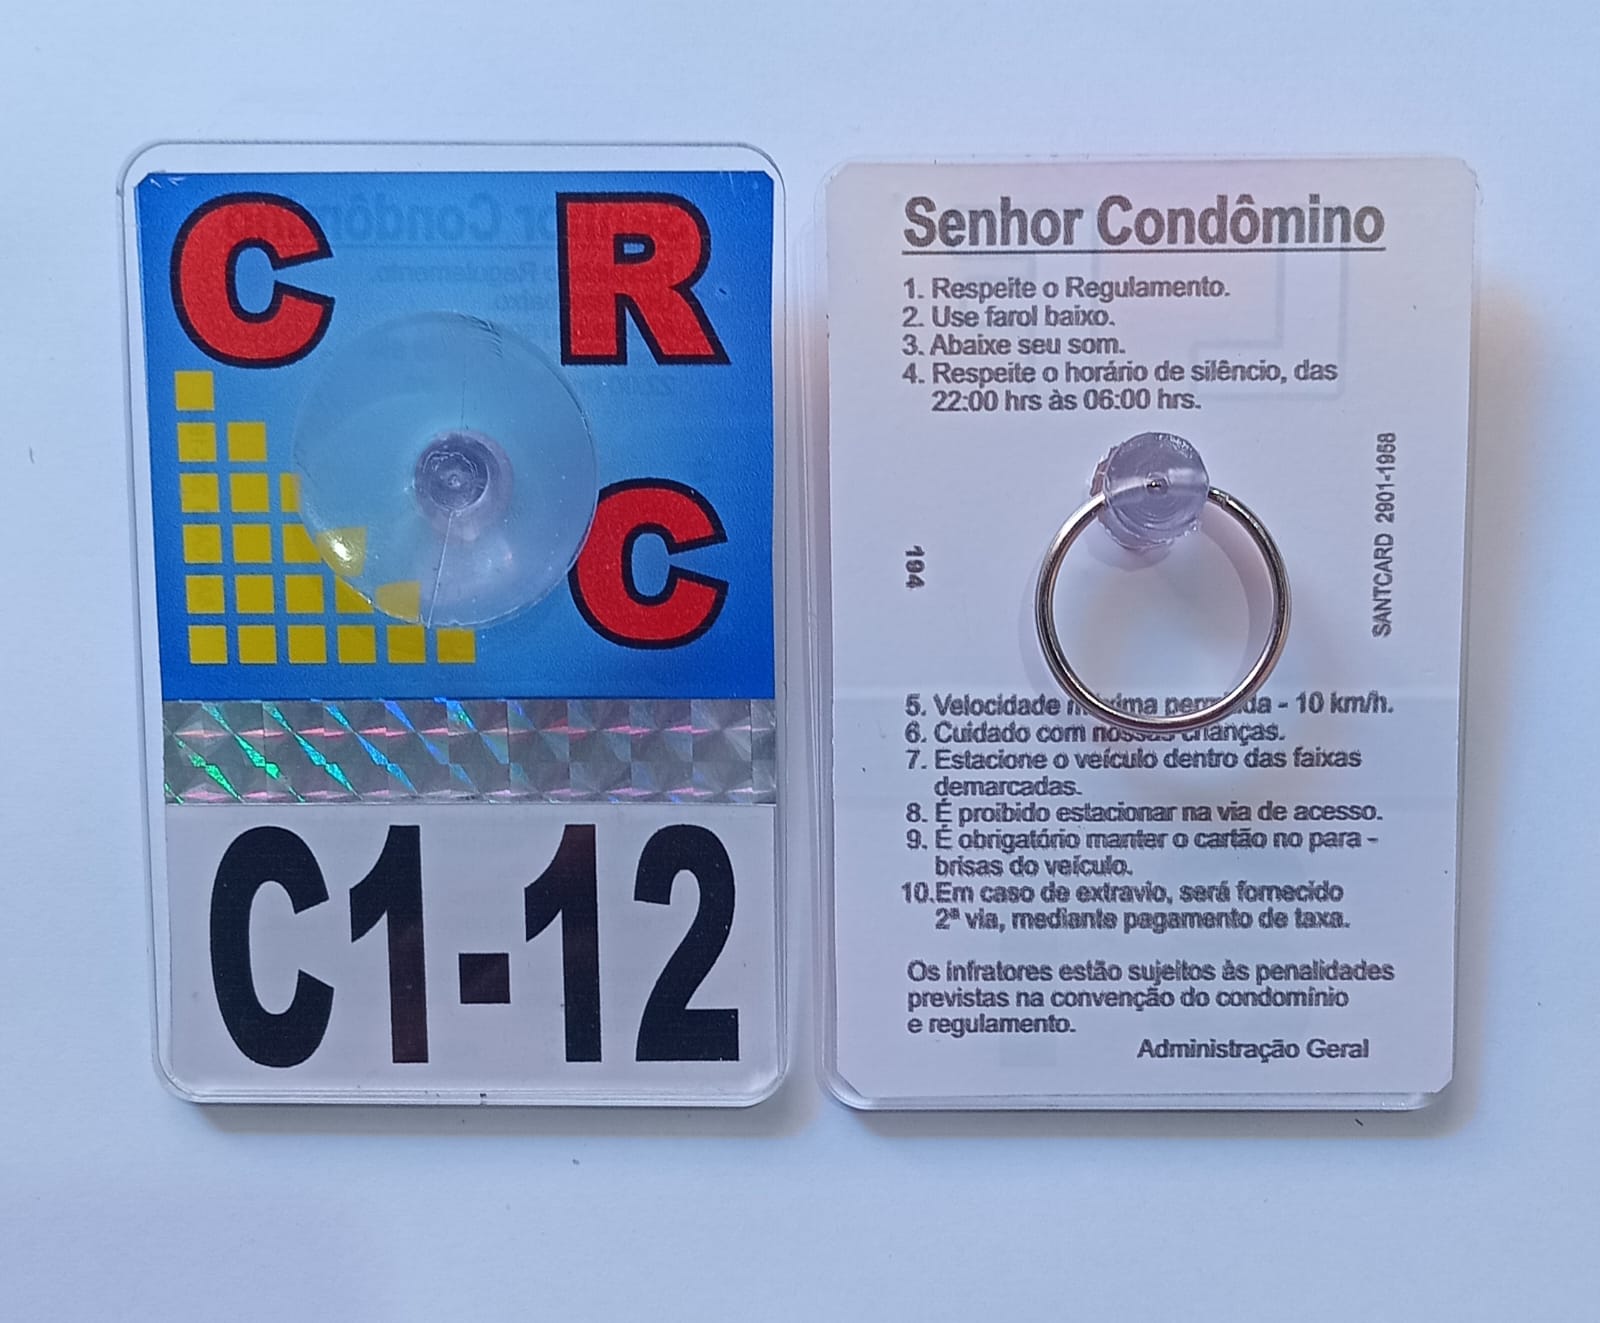 C R
C
C1-12
Senhor Condômino
1. Respeite o Regulamento.
2. Use farol baixo.
3. Abaixe seu som.
4. Respeite o horário de silêncio, das
22:00 hrs às 06:00 hrs.
194
SANTCARD 2901-1958
5. Velocidade máxima permitida - 10 km/h.
6. Cuidado com nossas crianças.
7. Estacione o veículo dentro das faixas
demarcadas.
8. É proibido estacionar na via de acesso.
9. É obrigatório manter o cartão no para -
brisas do veículo.
10.Em caso de extravio, será fornecido
2ª via, mediante pagamento de taxa.
Os infratores estão sujeitos às penalidades
previstas na convenção do condomínio
e regulamento.
Administração Geral